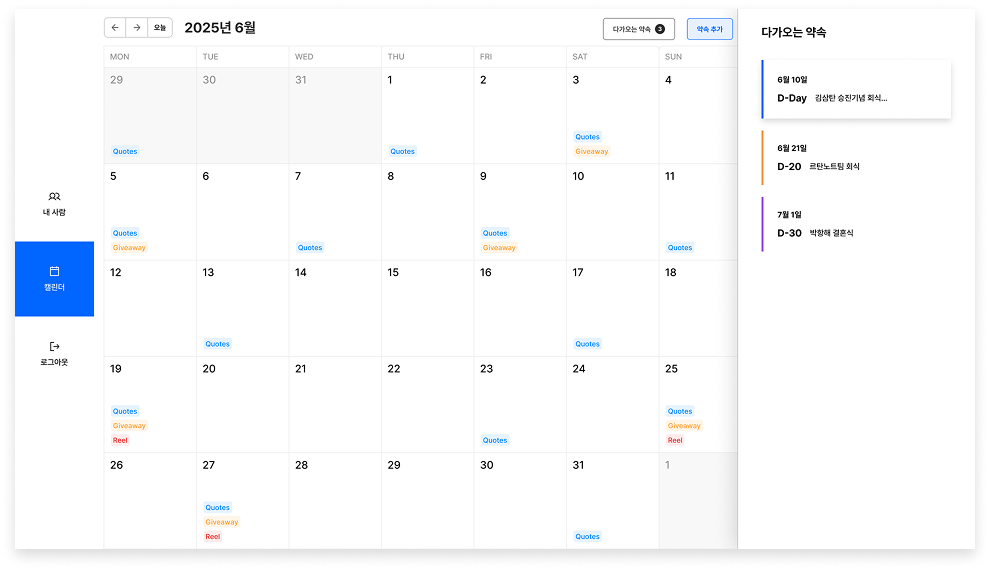 오늘
2025년 6월
다가오는 약속 3
약속 추가
MON TUE WED THU FRI SAT SUN
29 30 31 1 2 3 4
Quotes Quotes Quotes
Giveaway
5 6 7 8 9 10 11
Quotes Quotes
Giveaway Quotes Giveaway Quotes
12 13 14 15 16 17 18
Quotes Quotes
19 20 21 22 23 24 25
Quotes Quotes
Giveaway Giveaway
Reel Quotes Reel
26 27 28 29 30 31 1
Quotes
Giveaway
Reel Quotes
내 사람
캘린더
로그아웃
다가오는 약속
6월 10일
D-Day 김삼탄 승진기념 회식...
6월 21일
D-20 르탄노트팀 회식
7월 1일
D-30 박항해 결혼식